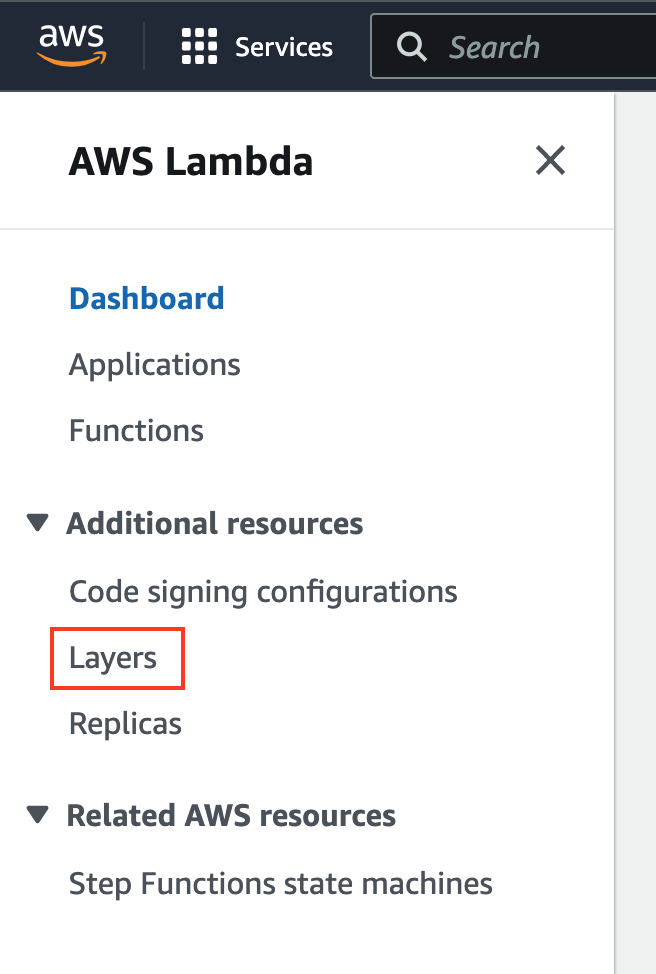 aws Services Search
AWS Lambda
Dashboard
Applications
Functions
Additional resources
Code signing configurations
Layers
Replicas
Related AWS resources
Step Functions state machines